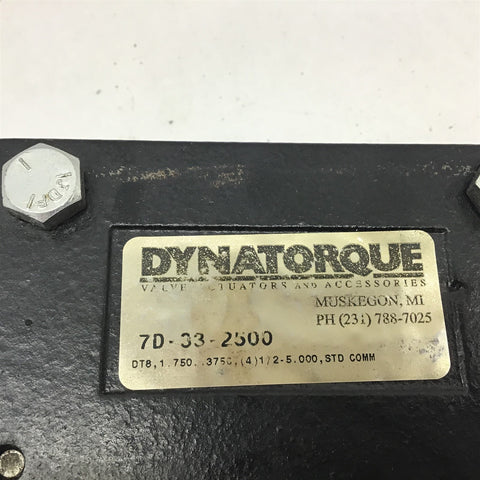 DYNATORQUE
VALVE ACTUATORS AND ACCESSORIES
MUSKEGON, MI
PH (231) 788-7025
7D-33-2500
DT8,1.750, .375C,(4)1/2-5.000,STD COMM